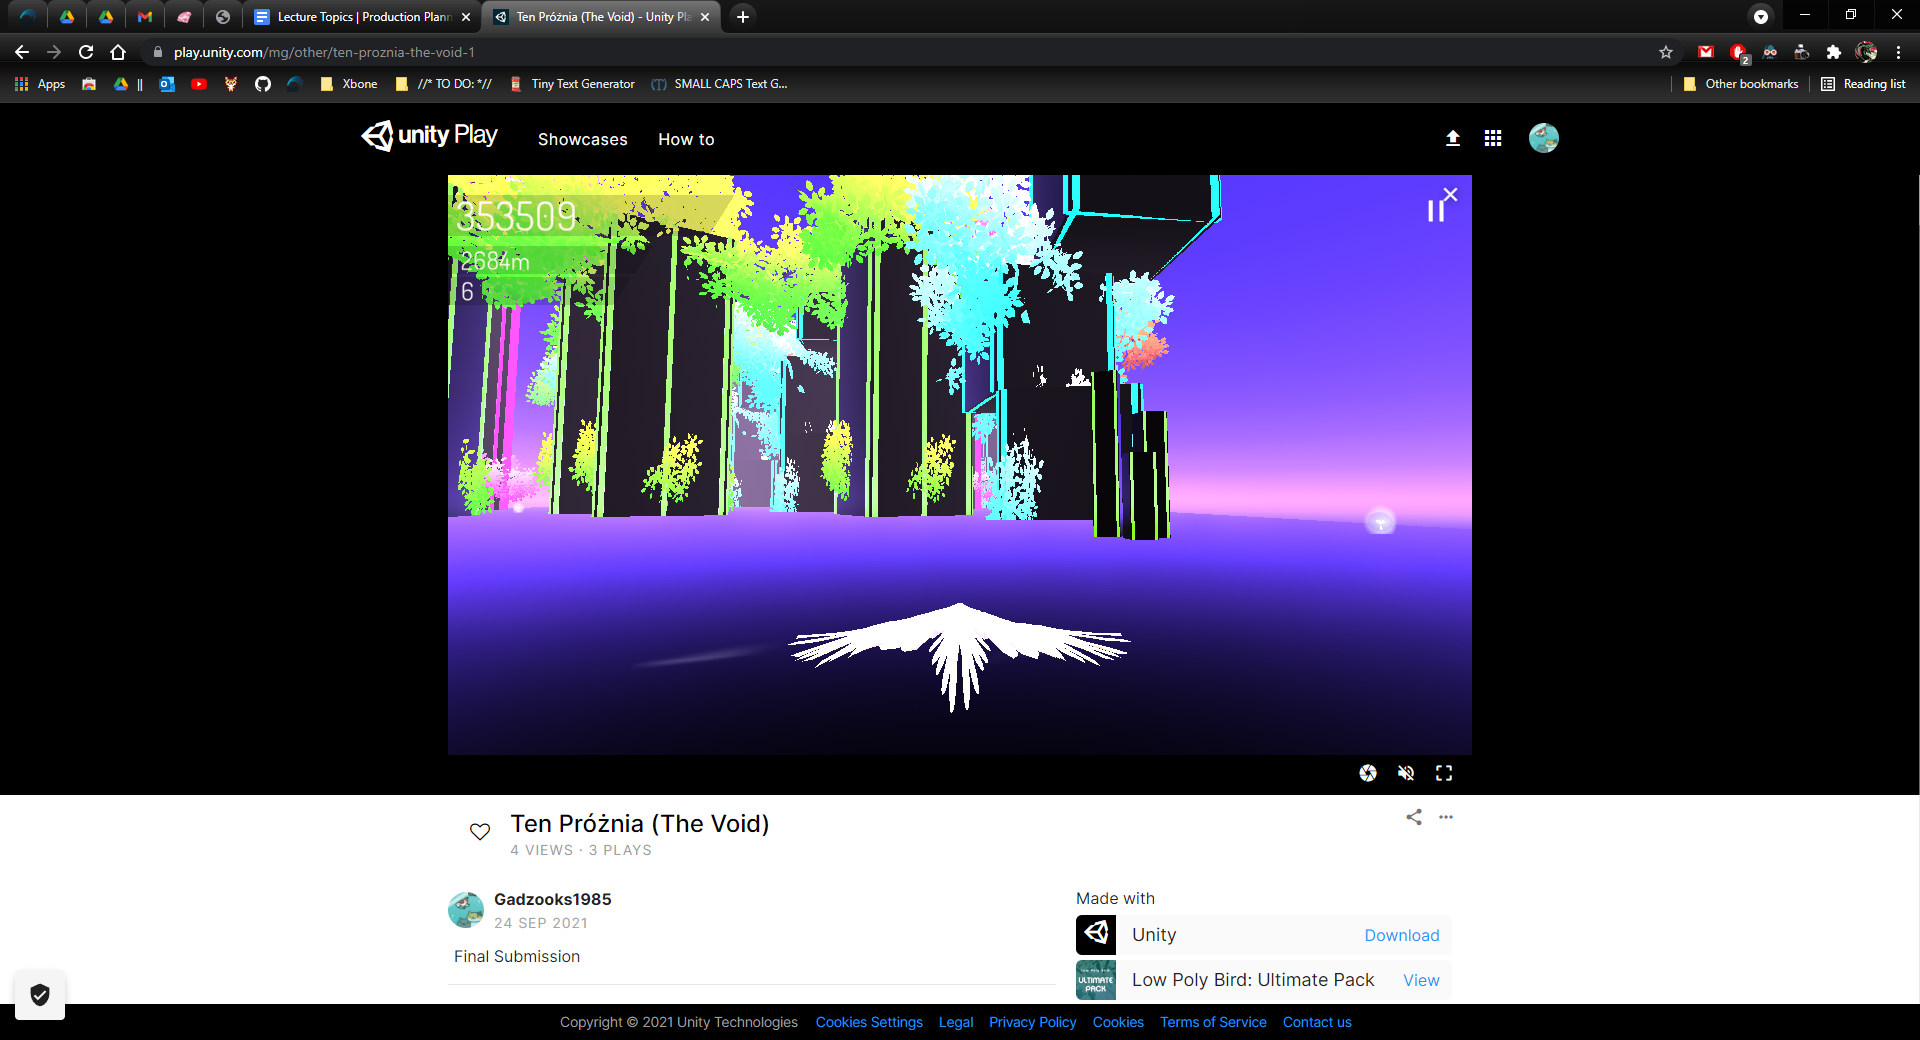 Lecture Topics | Production Plann
Ten Próżnia (The Void) - Unity Pla
play.unity.com/mg/other/ten-proznia-the-void-1
2
Apps
||
Xbone
//* TO DO: *//
Tiny Text Generator
SMALL CAPS Text G...
Other bookmarks
Reading list
unity Play
Showcases
How to
353509
2684m
6
Ten Próżnia (The Void)
4 VIEWS · 3 PLAYS
Gadzooks1985
24 SEP 2021
Final Submission
Made with
Unity
Download
ULTIMATE
PACK
Low Poly Bird: Ultimate Pack
View
Copyright © 2021 Unity Technologies
Cookies Settings
Legal
Privacy Policy
Cookies
Terms of Service
Contact us